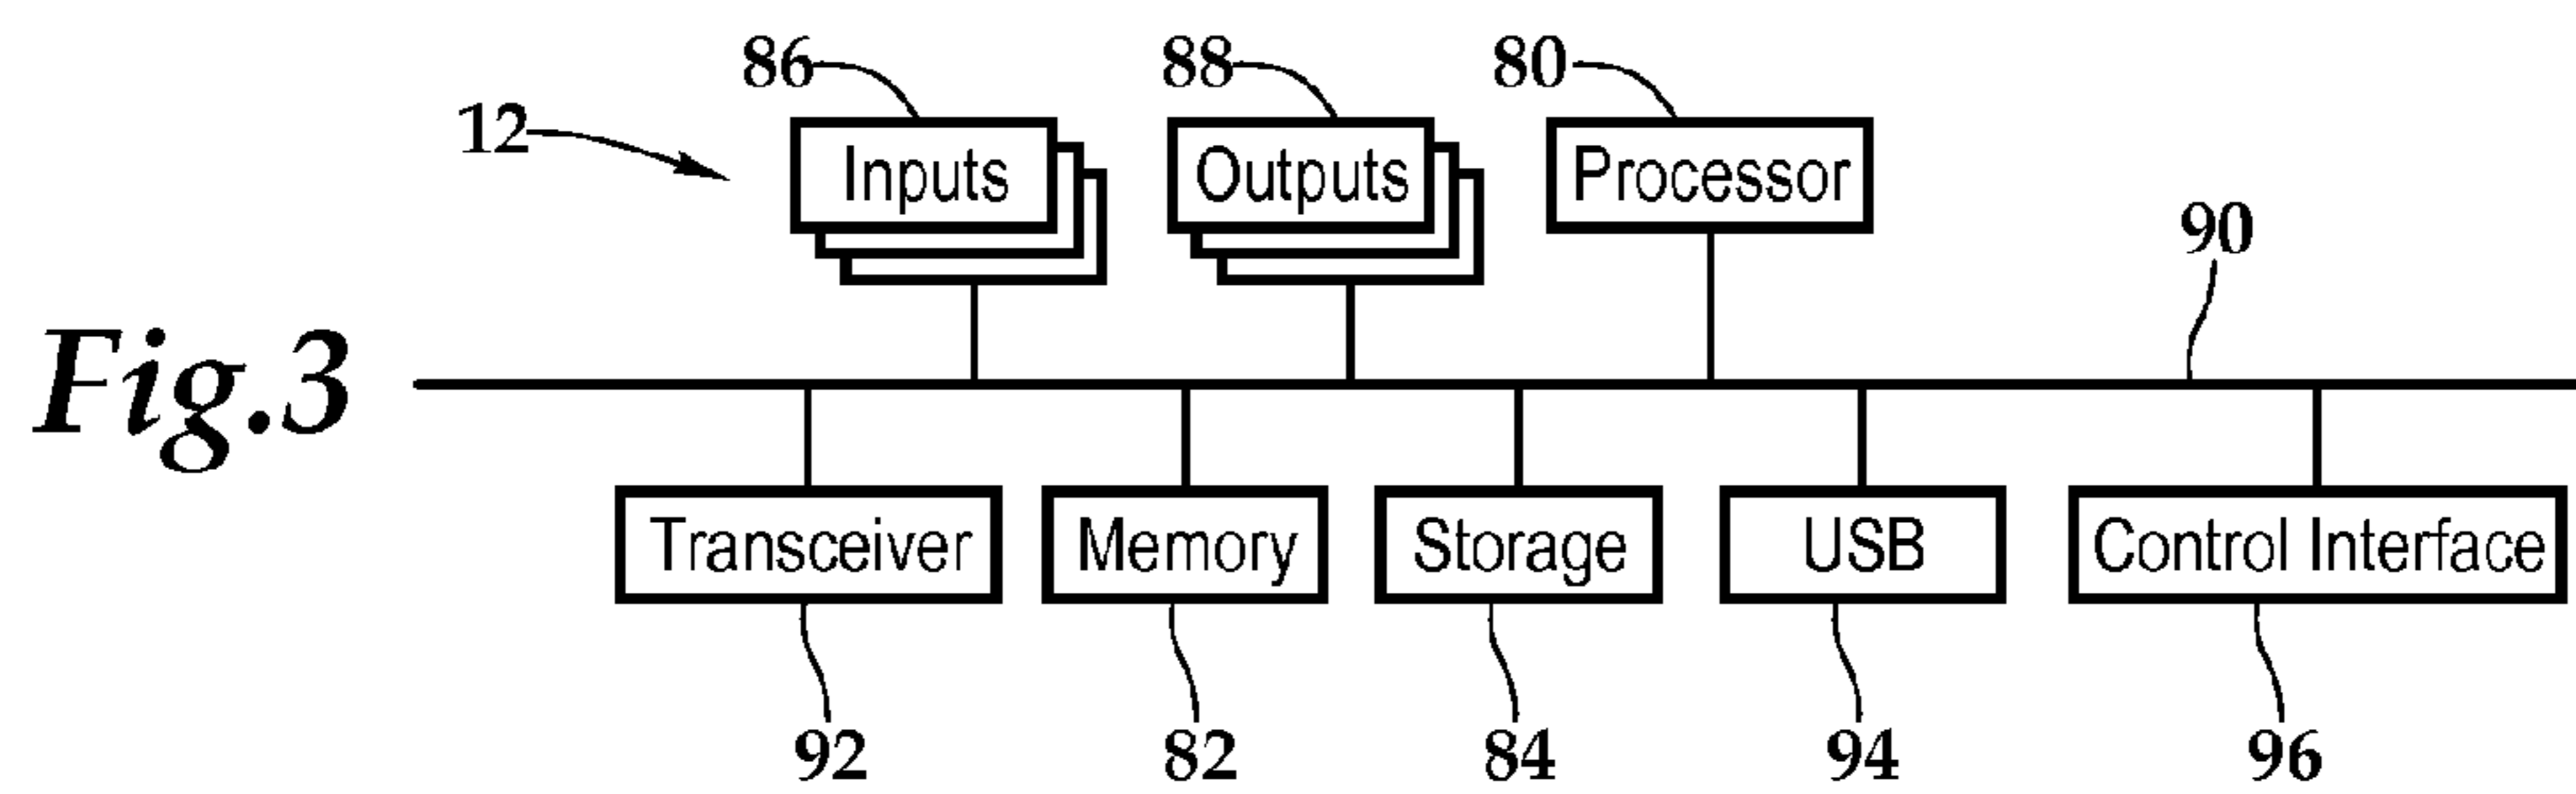 86 88 80
12
Inputs Outputs Processor
90
Fig.3
Transceiver Memory Storage USB Control Interface
92 82 84 94 96